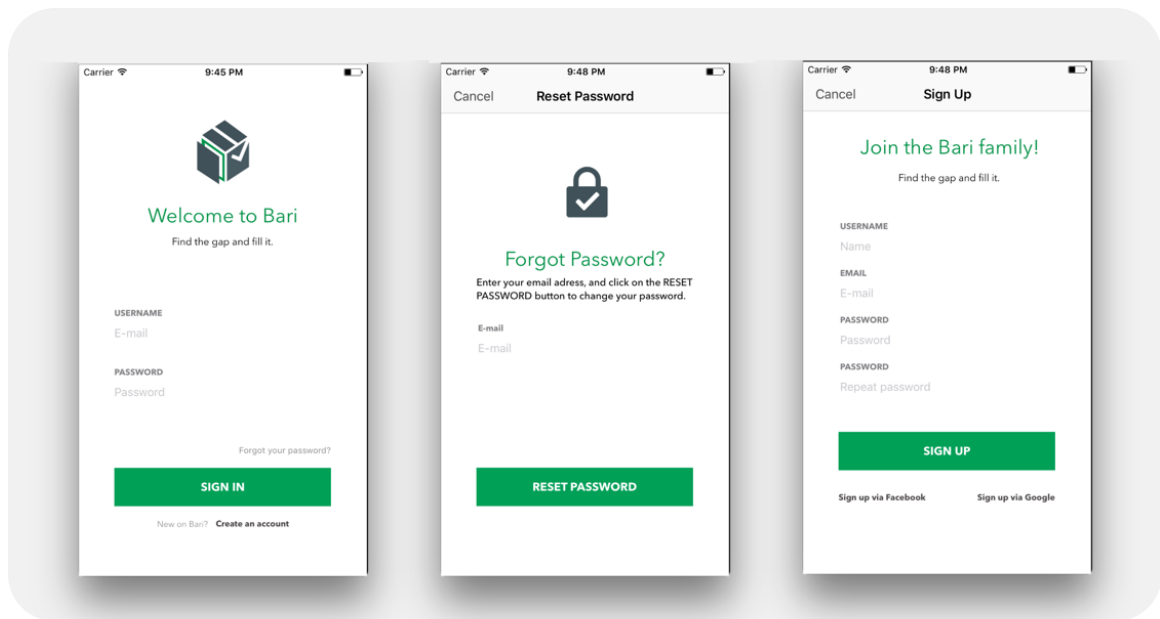 Carrier 9:45 PM
Welcome to Bari
Find the gap and fill it.
USERNAME
E-mail
PASSWORD
Password
Forgot your password?
SIGN IN
New on Bari? Create an account
Carrier 9:48 PM
Cancel Reset Password
Forgot Password?
Enter your email adress, and click on the RESET
PASSWORD button to change your password.
E-mail
E-mail
RESET PASSWORD
Carrier 9:48 PM
Cancel Sign Up
Join the Bari family!
Find the gap and fill it.
USERNAME
Name
EMAIL
E-mail
PASSWORD
Password
PASSWORD
Repeat password
SIGN UP
Sign up via Facebook Sign up via Google